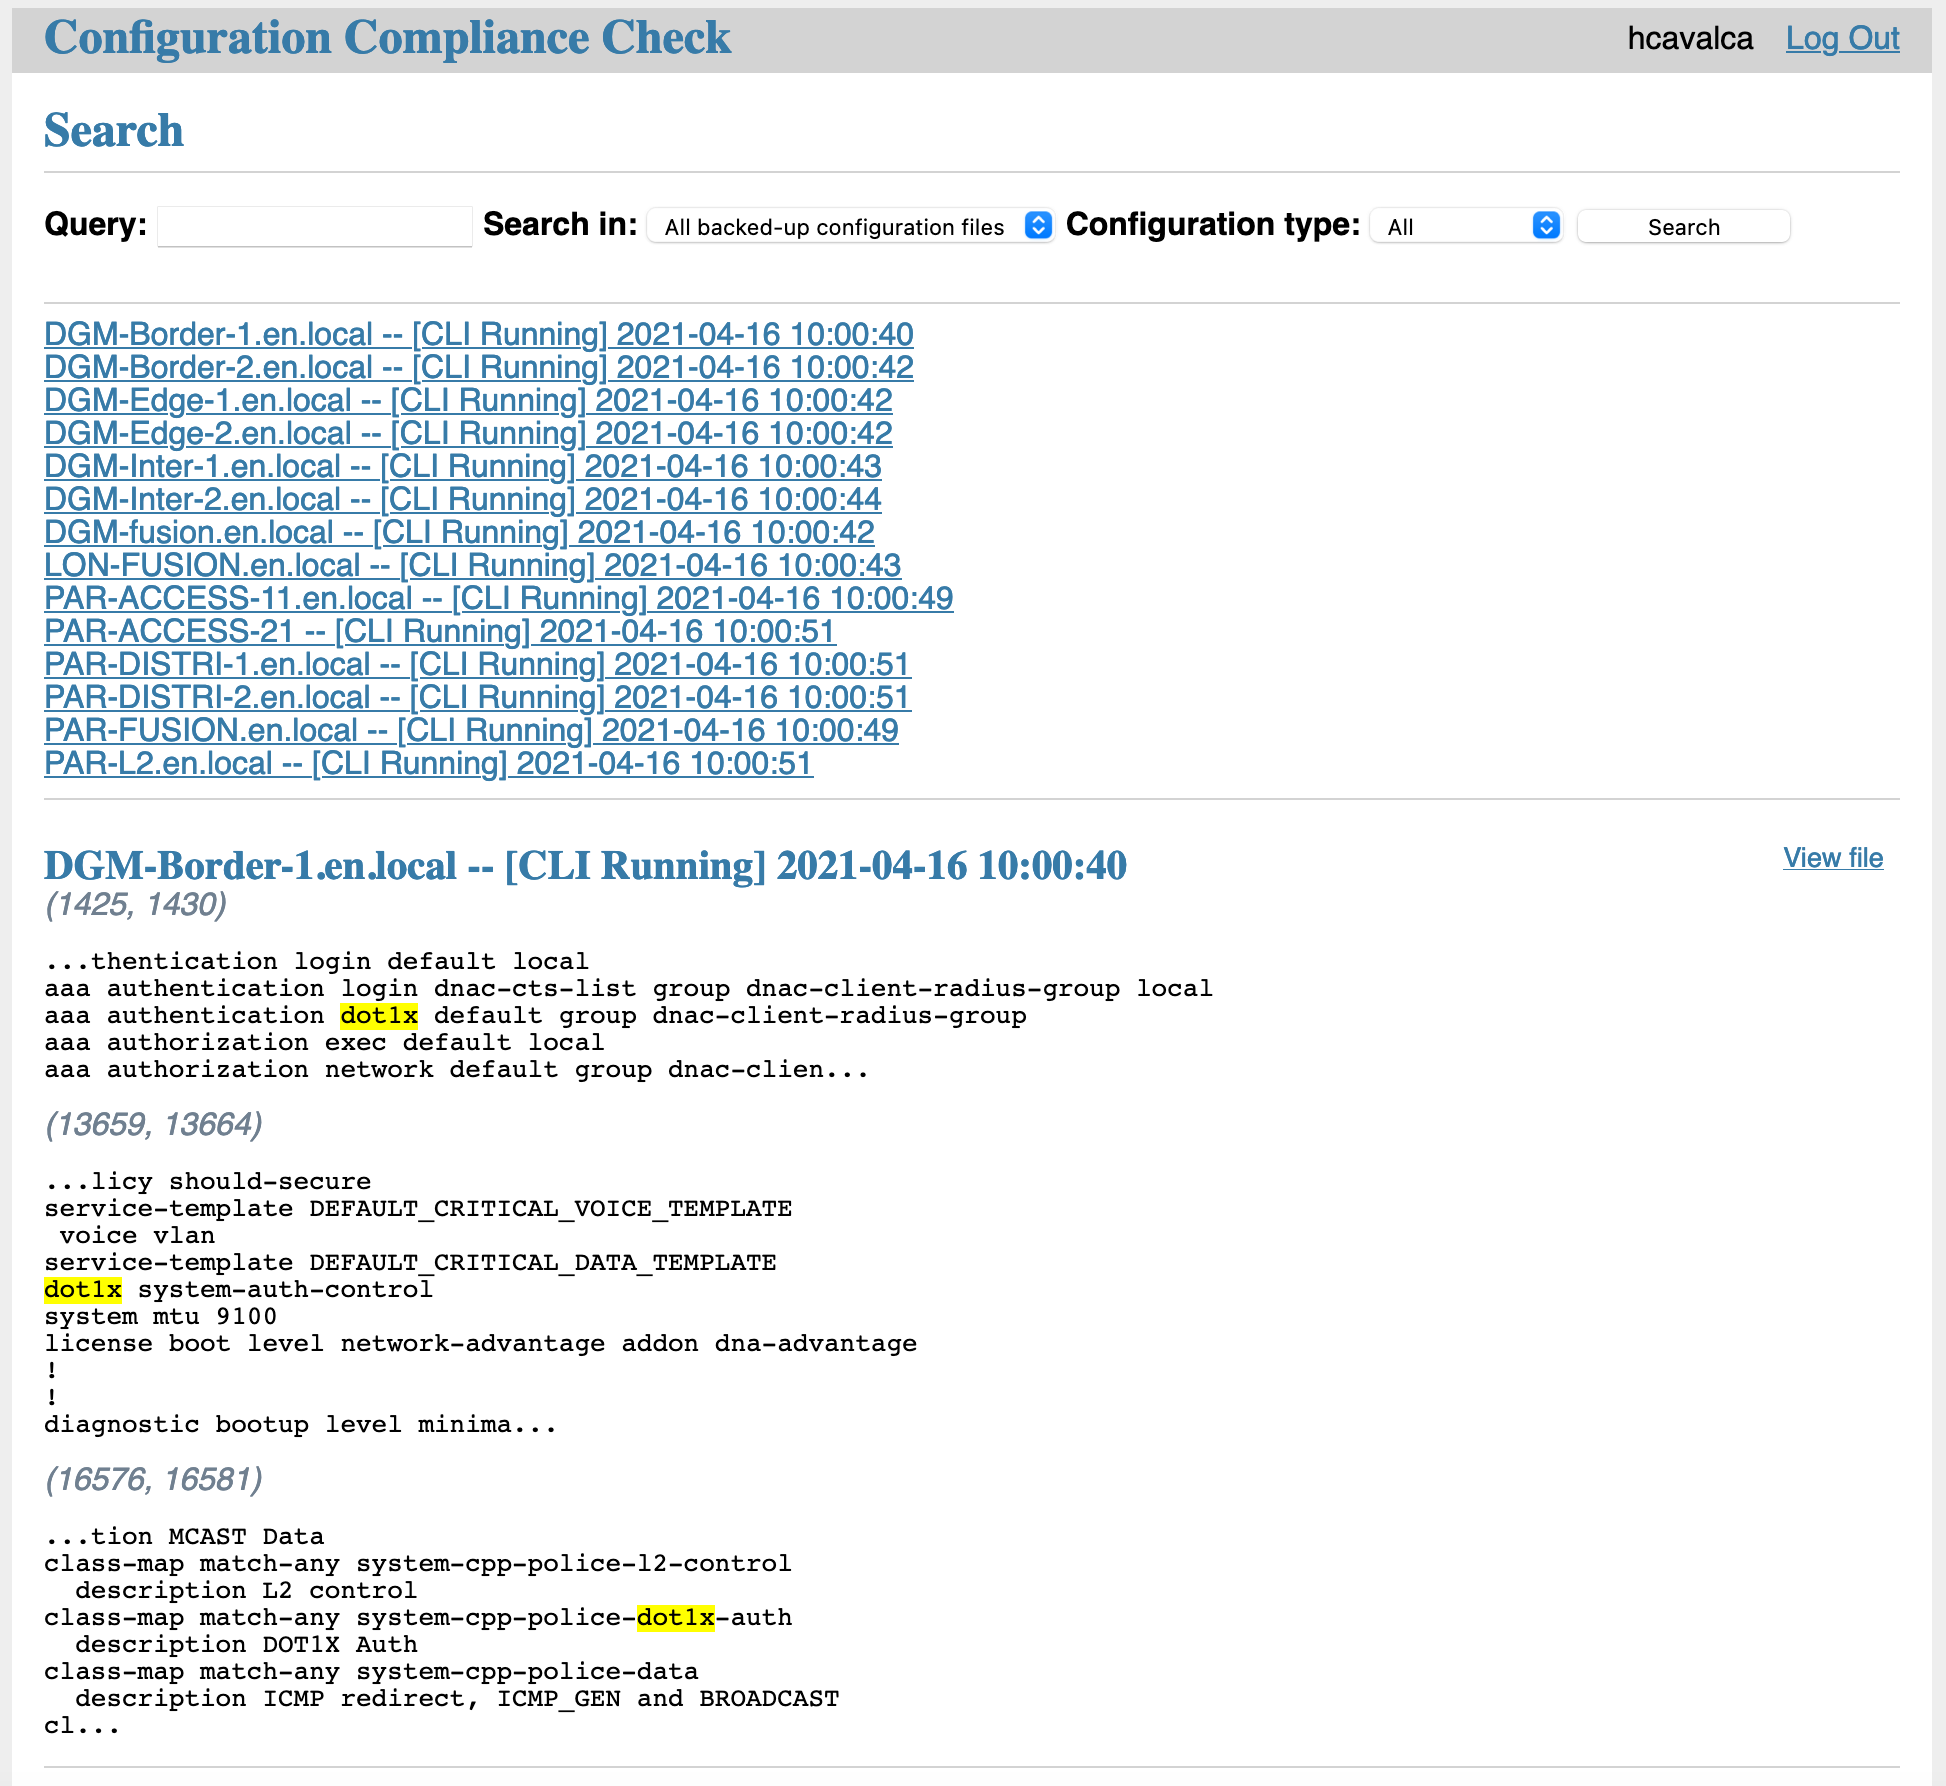 Configuration Compliance Check
hcavalca Log Out
Search
Query: Search in: All backed-up configuration files Configuration type: All Search
DGM-Border-1.en.local -- [CLI Running] 2021-04-16 10:00:40
DGM-Border-2.en.local -- [CLI Running] 2021-04-16 10:00:42
DGM-Edge-1.en.local -- [CLI Running] 2021-04-16 10:00:42
DGM-Edge-2.en.local -- [CLI Running] 2021-04-16 10:00:42
DGM-Inter-1.en.local -- [CLI Running] 2021-04-16 10:00:43
DGM-Inter-2.en.local -- [CLI Running] 2021-04-16 10:00:44
DGM-fusion.en.local -- [CLI Running] 2021-04-16 10:00:42
LON-FUSION.en.local -- [CLI Running] 2021-04-16 10:00:43
PAR-ACCESS-11.en.local -- [CLI Running] 2021-04-16 10:00:49
PAR-ACCESS-21 -- [CLI Running] 2021-04-16 10:00:51
PAR-DISTRI-1.en.local -- [CLI Running] 2021-04-16 10:00:51
PAR-DISTRI-2.en.local -- [CLI Running] 2021-04-16 10:00:51
PAR-FUSION.en.local -- [CLI Running] 2021-04-16 10:00:49
PAR-L2.en.local -- [CLI Running] 2021-04-16 10:00:51
DGM-Border-1.en.local -- [CLI Running] 2021-04-16 10:00:40
View file
(1425, 1430)
...thentication login default local
aaa authentication login dnac-cts-list group dnac-client-radius-group local
aaa authentication dot1x default group dnac-client-radius-group
aaa authorization exec default local
aaa authorization network default group dnac-clien...
(13659, 13664)
...licy should-secure
service-template DEFAULT_CRITICAL_VOICE_TEMPLATE
 voice vlan
service-template DEFAULT_CRITICAL_DATA_TEMPLATE
dot1x system-auth-control
system mtu 9100
license boot level network-advantage addon dna-advantage
!
!
diagnostic bootup level minima...
(16576, 16581)
...tion MCAST Data
class-map match-any system-cpp-police-l2-control
  description L2 control
class-map match-any system-cpp-police-dot1x-auth
  description DOT1X Auth
class-map match-any system-cpp-police-data
  description ICMP redirect, ICMP_GEN and BROADCAST
cl...